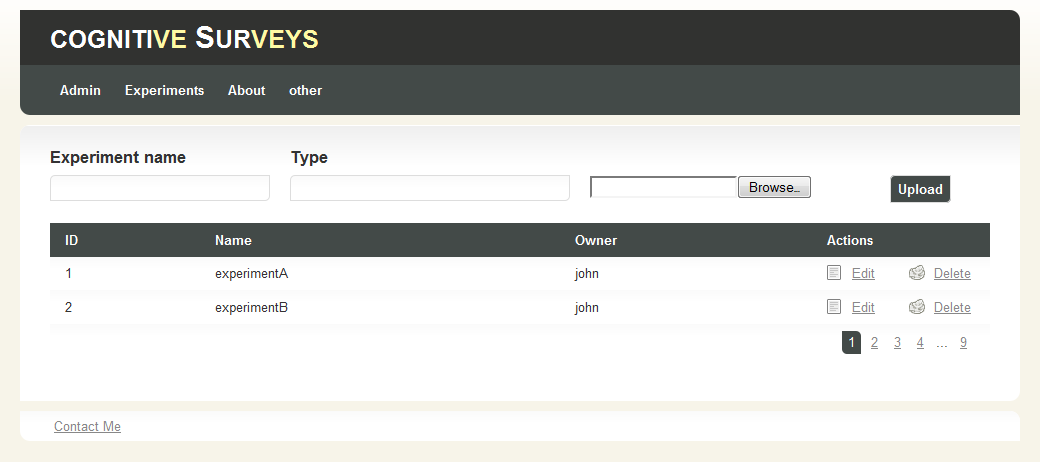 COGNITIVE SURVEYS
Admin Experiments About other
Experiment name Type
Browse... Upload
ID Name Owner Actions
1 experimentA john Edit Delete
2 experimentB john Edit Delete
1 2 3 4 ... 9
Contact Me